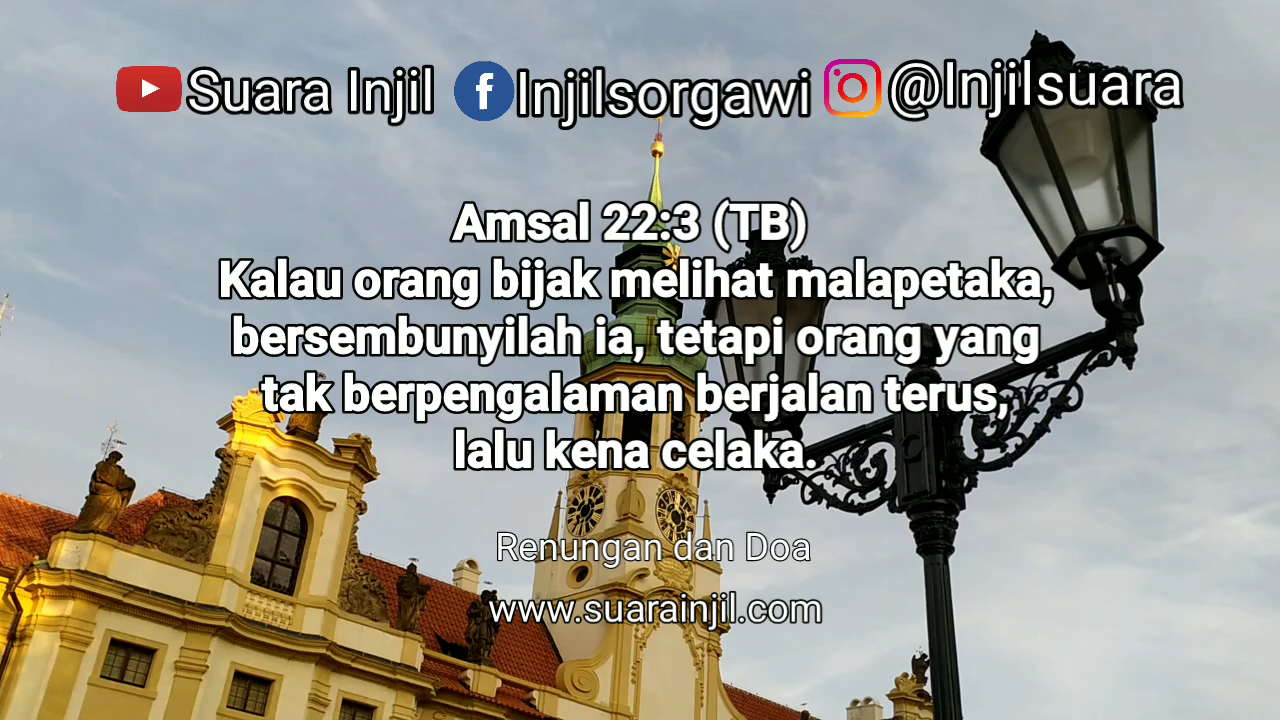 Suara Injil Injilsorgawi @Injilsuara
Amsal 22:3 (TB)
Kalau orang bijak melihat malapetaka,
bersembunyilah ia, tetapi orang yang
tak berpengalaman berjalan terus,
lalu kena celaka.
Renungan dan Doa
www.suarainjil.com